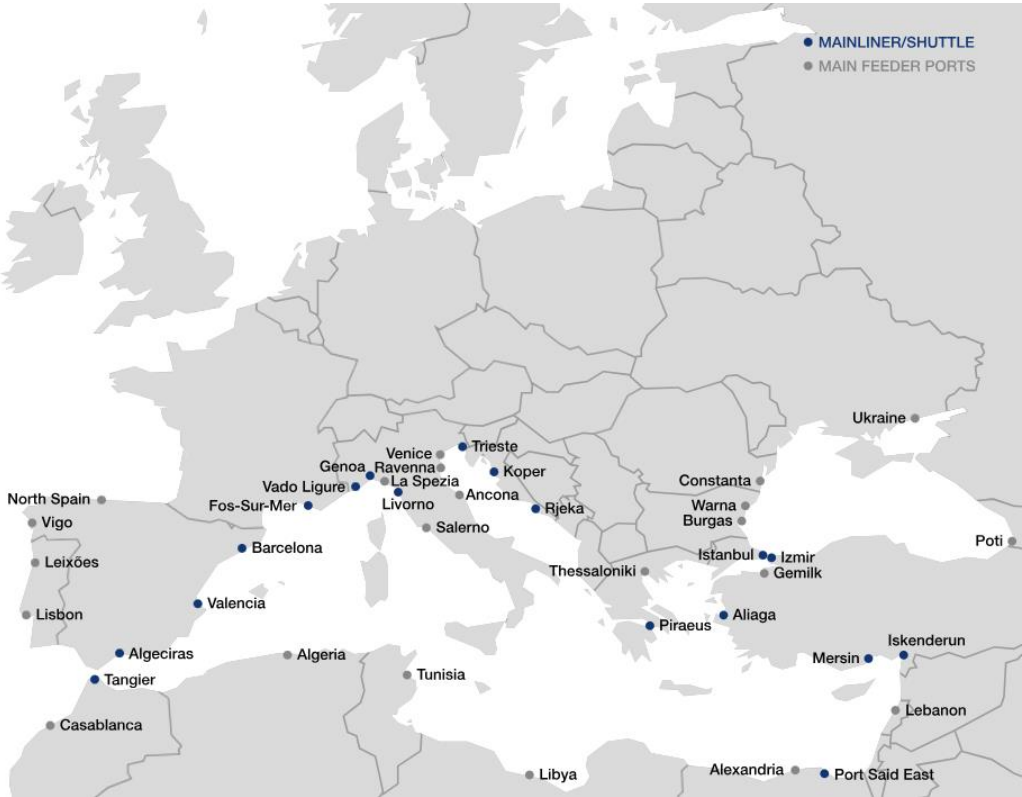 MAINLINER/SHUTTLE
MAIN FEEDER PORTS
Ukraine
Trieste
Venice
Genoa
Ravenna
Koper
La Spezia
Vado Ligure
Constanta
Ancona
Livorno
North Spain
Fos-Sur-Mer
Rjeka
Warna
Burgas
Vigo
Salerno
Poti
Barcelona
Istanbul
Izmir
Leixões
Thessaloniki
Gemilk
Valencia
Lisbon
Aliaga
Piraeus
Iskenderun
Algeciras
Algeria
Mersin
Tangier
Tunisia
Lebanon
Casablanca
Alexandria
Libya
Port Said East